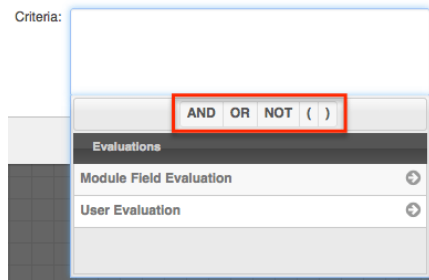 Criteria:
AND OR NOT ( )
Evaluations
Module Field Evaluation
User Evaluation